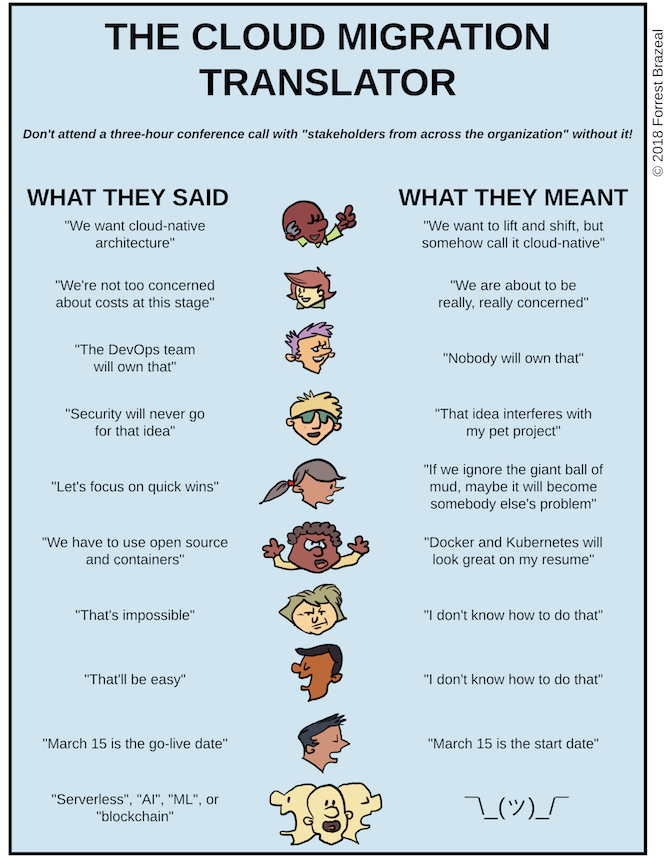 THE CLOUD MIGRATION
TRANSLATOR
Don't attend a three-hour conference call with "stakeholders from across the organization" without it!
© 2018 Forrest Brazeal
WHAT THEY SAID
WHAT THEY MEANT
"We want cloud-native
architecture"
"We want to lift and shift, but
somehow call it cloud-native"
"We're not too concerned
about costs at this stage"
"We are about to be
really, really concerned"
"The DevOps team
will own that"
"Nobody will own that"
"Security will never go
for that idea"
"That idea interferes with
my pet project"
"Let's focus on quick wins"
"If we ignore the giant ball of
mud, maybe it will become
somebody else's problem"
"We have to use open source
and containers"
"Docker and Kubernetes will
look great on my resume"
"That's impossible"
"I don't know how to do that"
"That'll be easy"
"I don't know how to do that"
"March 15 is the go-live date"
"March 15 is the start date"
"Serverless", "AI", "ML", or
"blockchain"
¯\_(ツ)_/¯